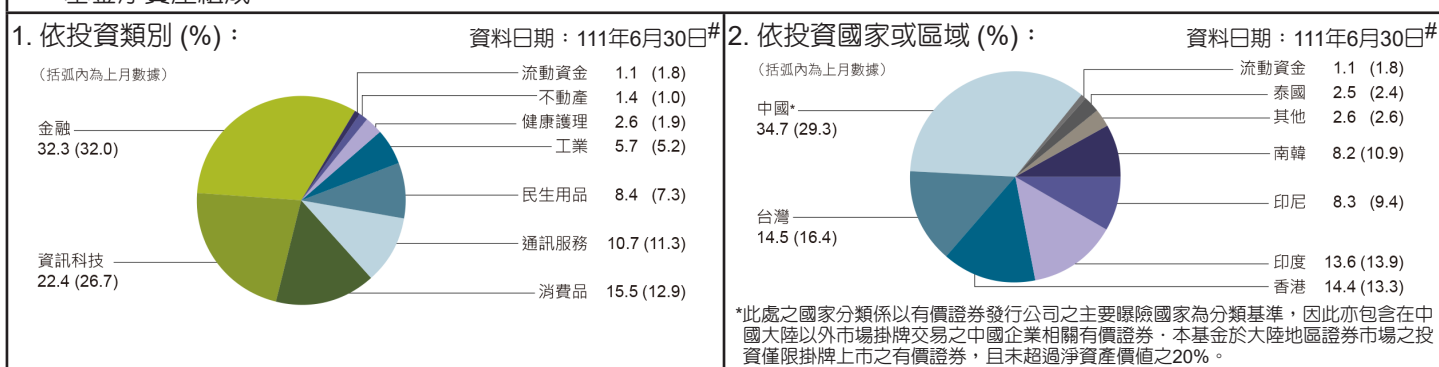 1. 依投資類別 (%)： 資料日期：111年6月30日#
（括弧內為上月數據）
流動資金 1.1 (1.8)
不動產 1.4 (1.0)
健康護理 2.6 (1.9)
工業 5.7 (5.2)
民生用品 8.4 (7.3)
通訊服務 10.7 (11.3)
消費品 15.5 (12.9)
金融
32.3 (32.0)
資訊科技
22.4 (26.7)
2. 依投資國家或區域 (%)： 資料日期：111年6月30日#
（括弧內為上月數據）
流動資金 1.1 (1.8)
泰國 2.5 (2.4)
其他 2.6 (2.6)
南韓 8.2 (10.9)
印尼 8.3 (9.4)
印度 13.6 (13.9)
香港 14.4 (13.3)
中國*
34.7 (29.3)
台灣
14.5 (16.4)
*此處之國家分類係以有價證券發行公司之主要曝險國家為分類基準，因此亦包含在中
國大陸以外市場掛牌交易之中國企業相關有價證券．本基金於大陸地區證券市場之投
資僅限掛牌上市之有價證券，且未超過淨資產價值之20%。